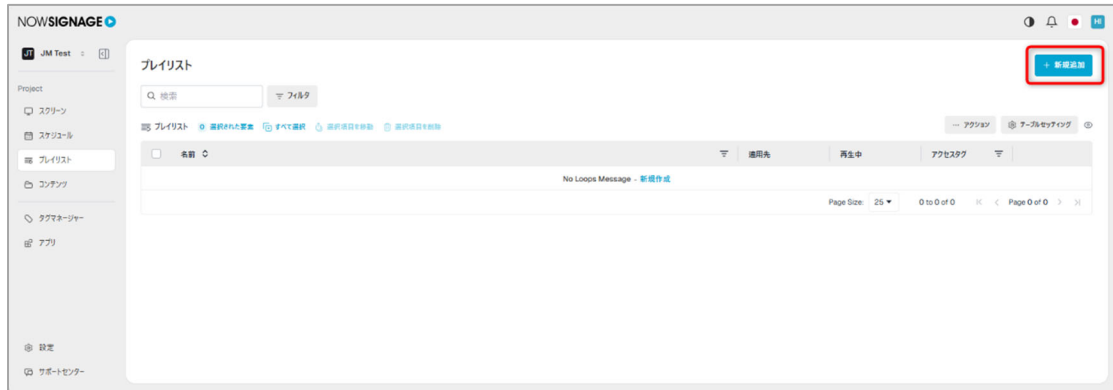 NOWSIGNAGE HI
JT JM Test
プレイリスト
+ 新規追加
Project
検索 フィルタ
スクリーン
スケジュール
プレイリスト 0 選択された要素 すべて選択 選択項目を移動 選択項目を削除 ... アクション テーブルセッティング
プレイリスト
名前 適用先 再生中 アクセスタグ
コンテンツ
No Loops Message - 新規作成
Page Size: 25 0 to 0 of 0 Page 0 of 0
タグマネージャー
アプリ
設定
サポートセンター